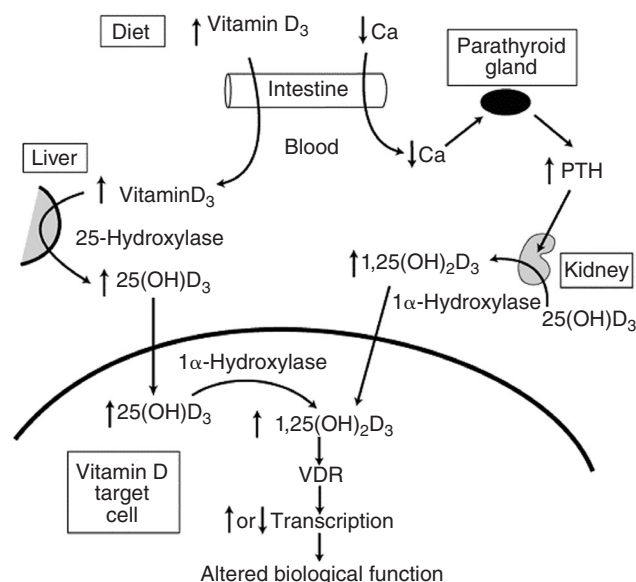 Diet
↑ Vitamin D₃
↓ Ca
Parathyroid
gland
Intestine
Blood
↓ Ca
↑ PTH
Liver
↑ VitaminD₃
25-Hydroxylase
↑ 25(OH)D₃
↑ 1,25(OH)₂D₃
Kidney
1α-Hydroxylase
25(OH)D₃
1α-Hydroxylase
↑ 25(OH)D₃
↑ 1,25(OH)₂D₃
Vitamin D
target
cell
VDR
↑ or ↓ Transcription
Altered biological function